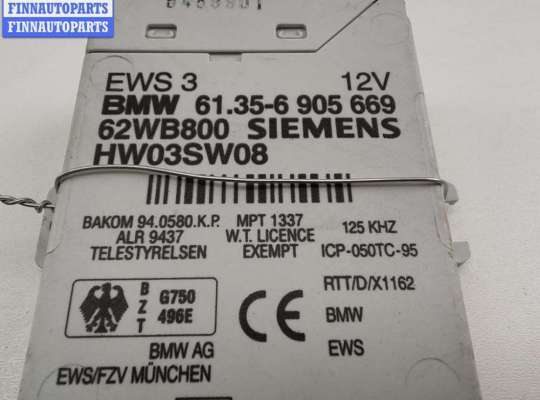 FINNAUTOPARTS
FINNAUTOPARTS
EWS 3 12V
BMW 61.35-6 905 669
62WB800 SIEMENS
HW03SW08
BAKOM 94.0580.K.P. MPT 1337 125 KHZ
ALR 9437 W.T. LICENCE
TELESTYRELSEN EXEMPT ICP-050TC-95
RTT/D/X1162
B Z T G750 496E
CE BMW
BMW AG EWS
EWS/FZV MÜNCHEN